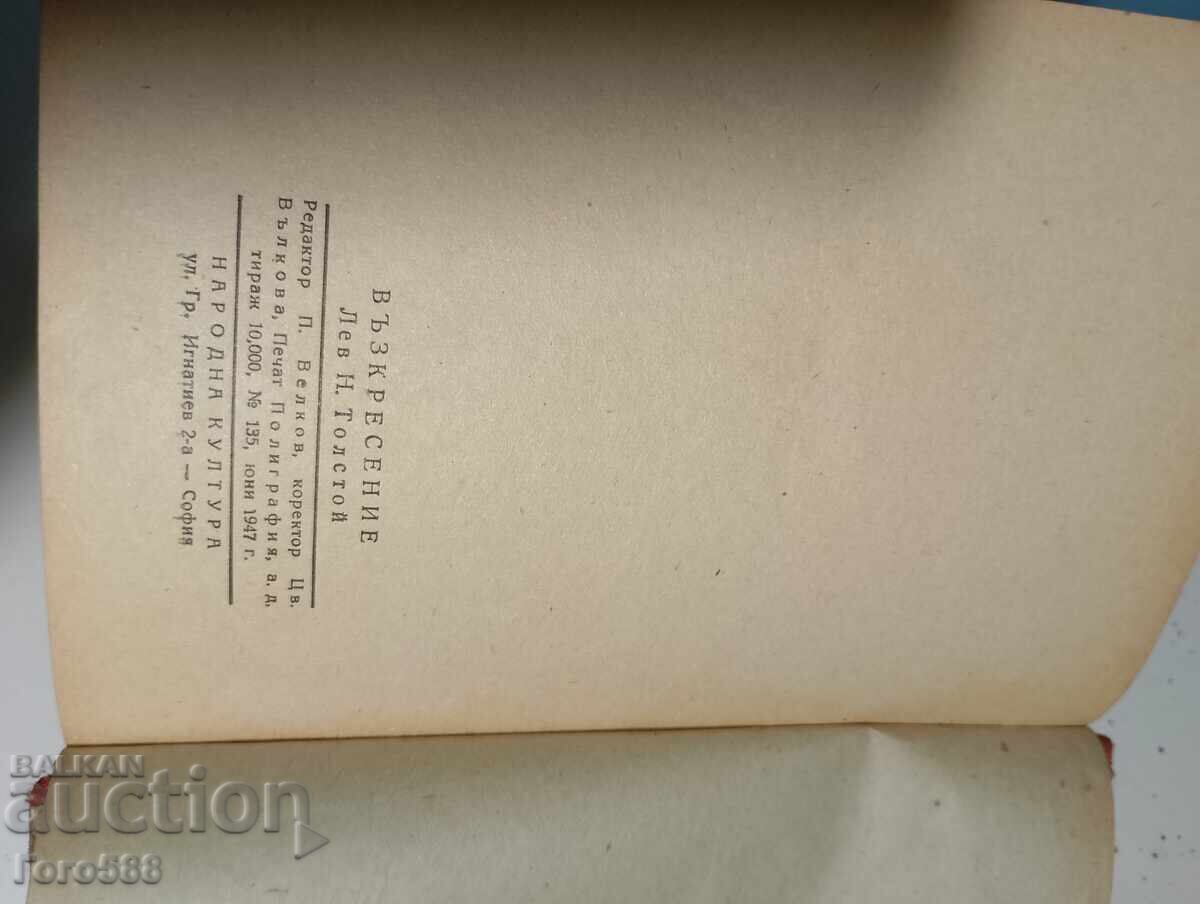 ВЪЗКРЕСЕНИЕ
Лев Н. Толстой
Редактор П. Велков, коректор Цв.
Вълкова, Печат Полиграфия, а. д.
тираж 10,000, № 135, юни 1947 г.
НАРОДНА КУЛТУРА
ул. Гр. Игнатиев 2-а — София
BALKAN
auction
Горо588